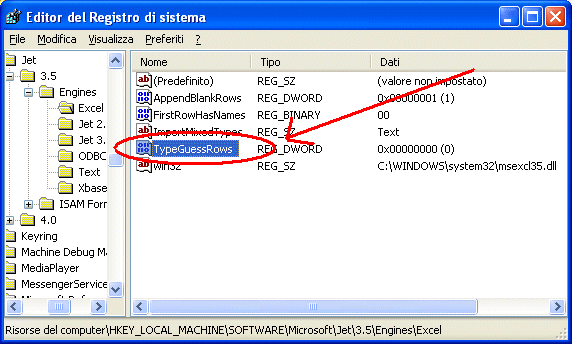 Editor del Registro di sistema
File Modifica Visualizza Preferiti ?
Jet
3.5
Engines
Excel
Jet 2.
Jet 3.
ODBC
Text
Xbase
ISAM Form
4.0
Keyring
Machine Debug Ma
MediaPlayer
MessengerService
Nome Tipo Dati
(Predefinito) REG_SZ (valore non impostato)
AppendBlankRows REG_DWORD 0x00000001 (1)
FirstRowHasNames REG_BINARY 00
ImportMixedTypes REG_SZ Text
TypeGuessRows REG_DWORD 0x00000000 (0)
Win32 REG_SZ C:\WINDOWS\system32\msexcl35.dll
Risorse del computer\HKEY_LOCAL_MACHINE\SOFTWARE\Microsoft\Jet\3.5\Engines\Excel